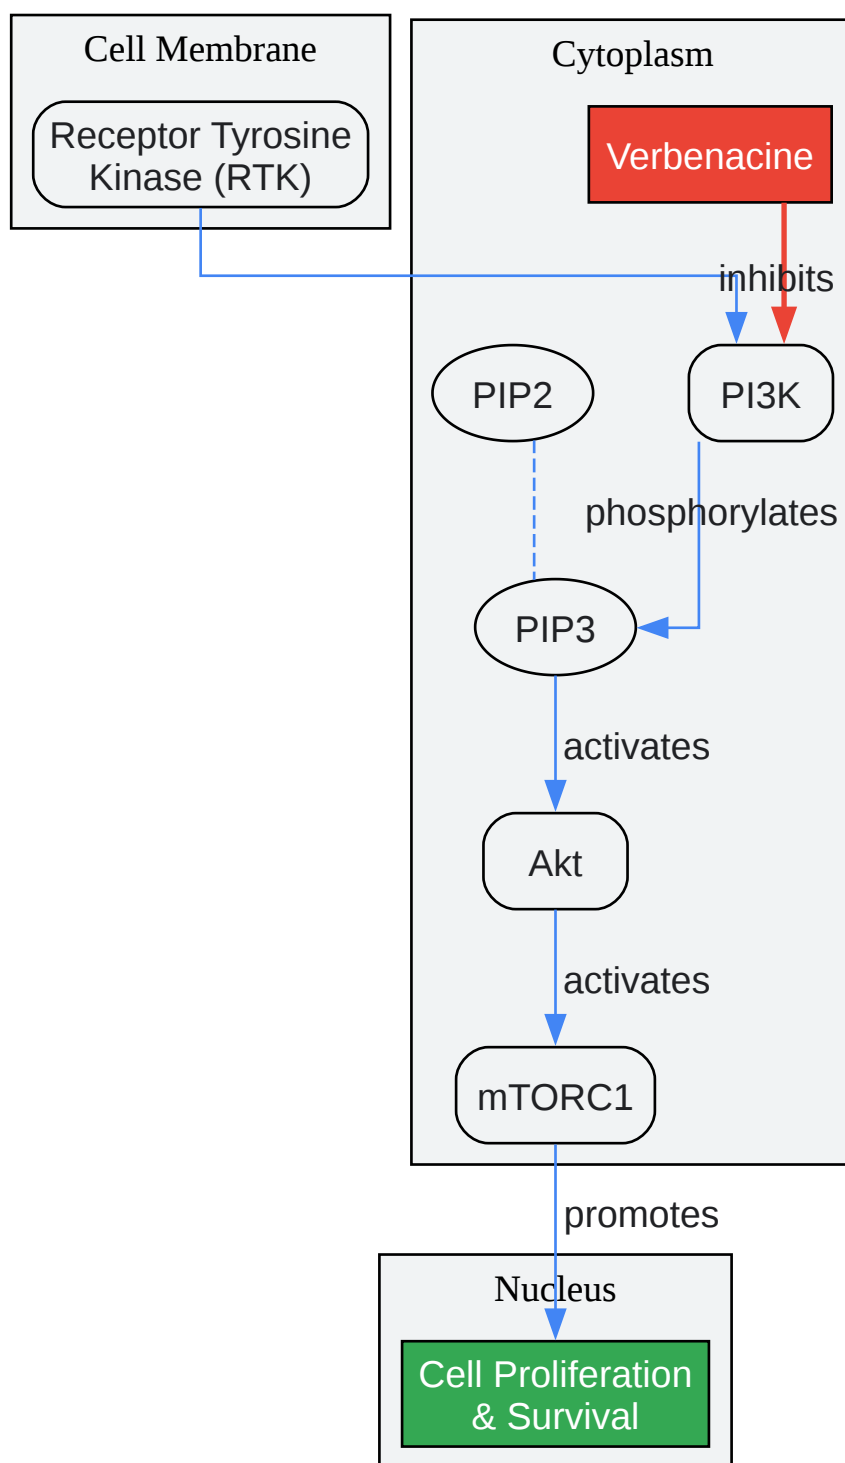 Cell Membrane
Receptor Tyrosine
Kinase (RTK)
Cytoplasm
Verbenacine
inhibits
PIP2
PI3K
phosphorylates
PIP3
activates
Akt
activates
mTORC1
promotes
Nucleus
Cell Proliferation
& Survival